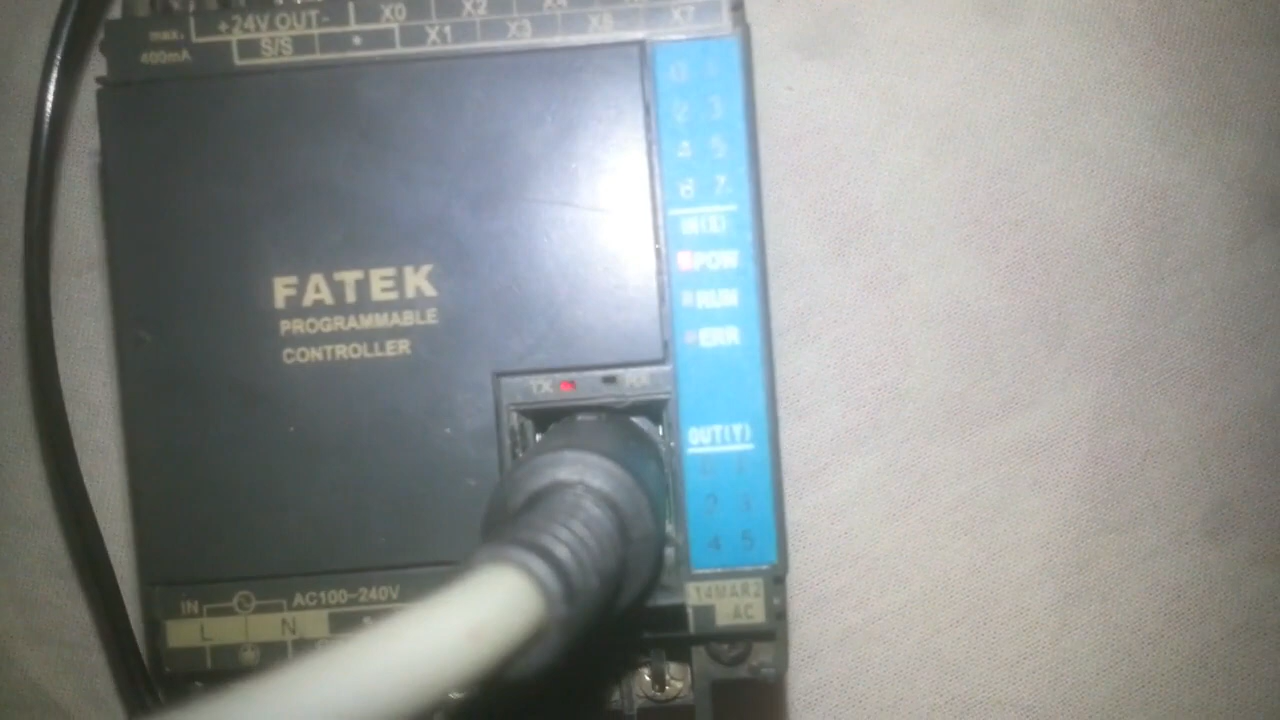 +24V OUT- X0 X2 X4
max. 400mA
S/S • X1 X3 X7
2 3
4 5
6 7
IN(X)
POW
RUN
ERR
FATEK
PROGRAMMABLE
CONTROLLER
TX RX
OUT(Y)
2 3
4 5
IN AC100-240V
L N
14MAR2
AC